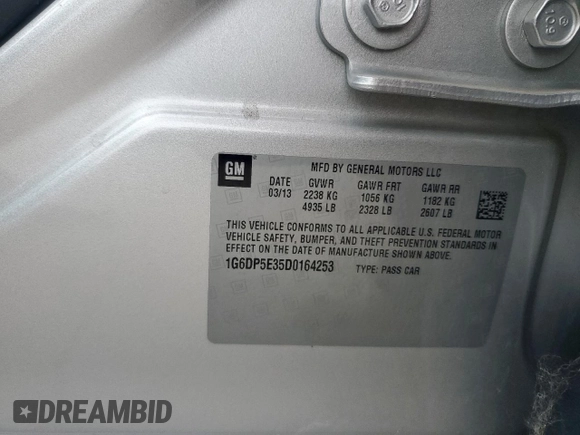 109
GM
MFD BY GENERAL MOTORS LLC
DATE GVWR GAWR FRT GAWR RR
03/13 2238 KG 1056 KG 1182 KG
4935 LB 2328 LB 2607 LB
THIS VEHICLE CONFORMS TO ALL APPLICABLE U.S. FEDERAL MOTOR
VEHICLE SAFETY, BUMPER, AND THEFT PREVENTION STANDARDS IN
EFFECT ON THE DATE OF MANUFACTURE SHOWN ABOVE.
1G6DP5E35D0164253 TYPE: PASS CAR
DREAMBID